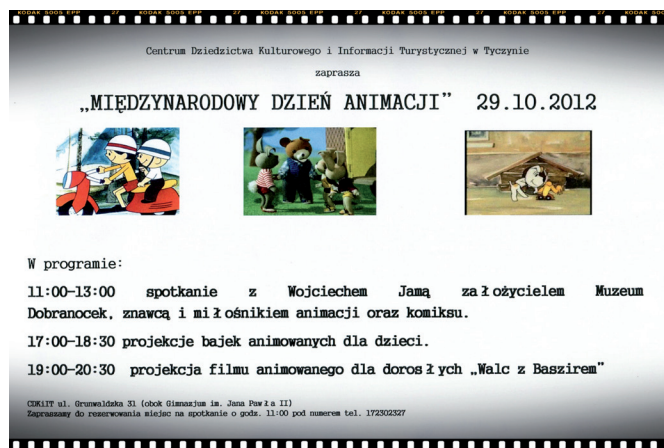 KODAK 5005 EPP 27 KODAK 5005 EPP 27 KODAK 5005 EPP 27 KODAK 5005 EPP 27 KODAK 5005 EPP 27 KODAK
Centrum Dziedzictwa Kulturowego i Informacji Turystycznej w Tyczynie
zaprasza
„MIĘDZYNARODOWY DZIEŃ ANIMACJI” 29.10.2012
W programie:
11:00-13:00 spotkanie z Wojciechem Jamą założycielem Muzeum
Dobranocek, znawcą i miłośnikiem animacji oraz komiksu.
17:00-18:30 projekcje bajek animowanych dla dzieci.
19:00-20:30 projekcja filmu animowanego dla dorosłych „Walc z Baszirem”
CDKiIT ul. Grunwaldzka 31 (obok Gimnazjum im. Jana Pawła II)
Zapraszamy do rezerwowania miejsc na spotkanie o godz. 11:00 pod numerem tel. 172302327